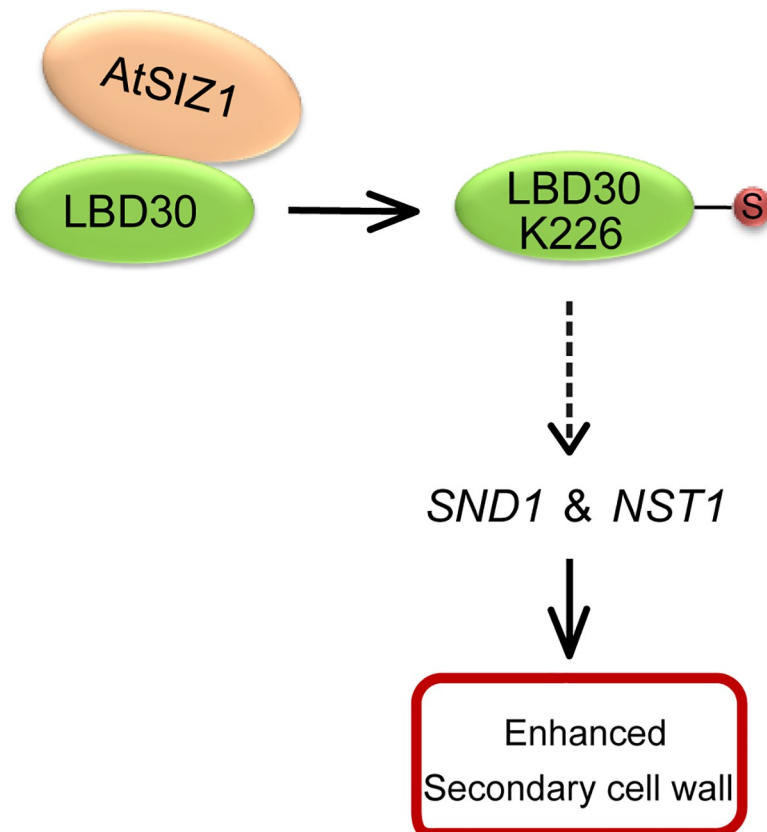 AtSIZ1
LBD30
LBD30
K226
S
SND1 & NST1
Enhanced
Secondary cell wall